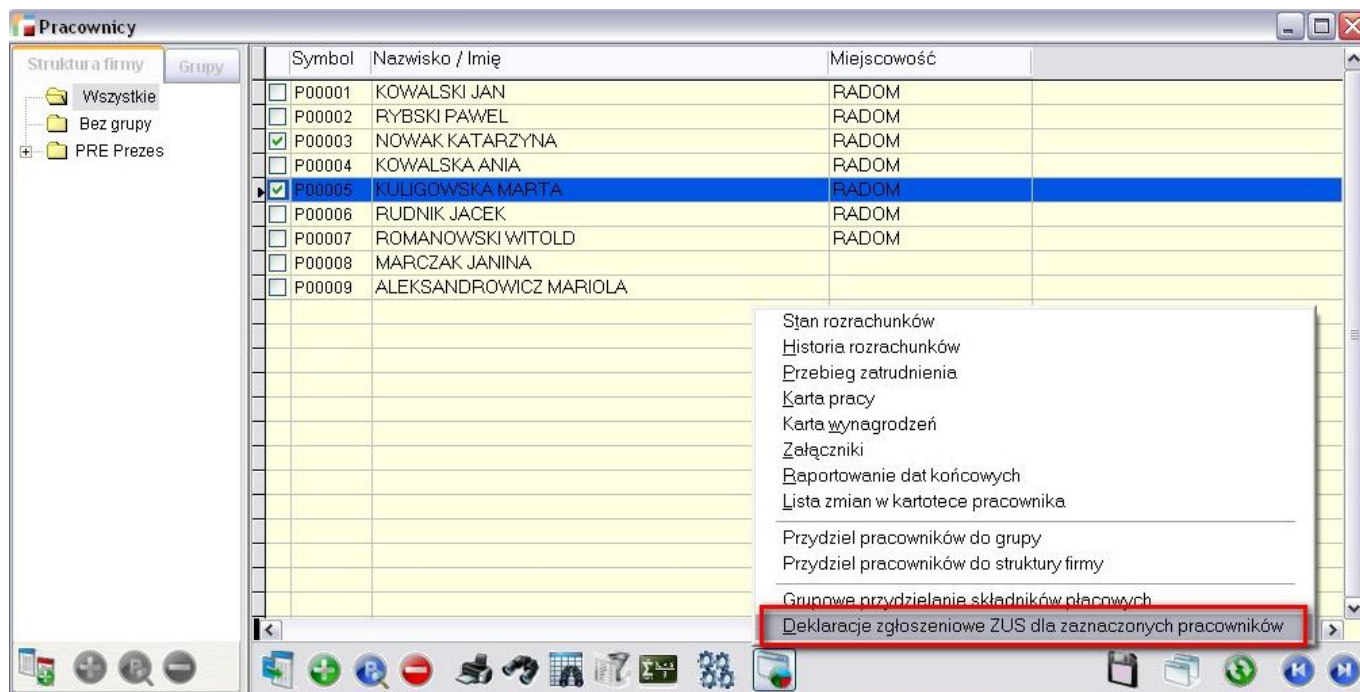 Pracownicy
Struktura firmy Grupy
Wszystkie
Bez grupy
PRE Prezes
Symbol Nazwisko / Imię Miejscowość
P00001 KOWALSKI JAN RADOM
P00002 RYBSKI PAWEL RADOM
P00003 NOWAK KATARZYNA RADOM
P00004 KOWALSKA ANIA RADOM
P00005 KULIGOWSKA MARTA RADOM
P00006 RUDNIK JACEK RADOM
P00007 ROMANOWSKI WITOLD RADOM
P00008 MARCZAK JANINA
P00009 ALEKSANDROWICZ MARIOLA
Stan rozrachunków
Historia rozrachunków
Przebieg zatrudnienia
Karta pracy
Karta wynagrodzeń
Załączniki
Raportowanie dat końcowych
Lista zmian w kartotece pracownika
Przydziel pracowników do grupy
Przydziel pracowników do struktury firmy
Grupowe przydzielanie składników płacowych
Deklaracje zgłoszeniowe ZUS dla zaznaczonych pracowników